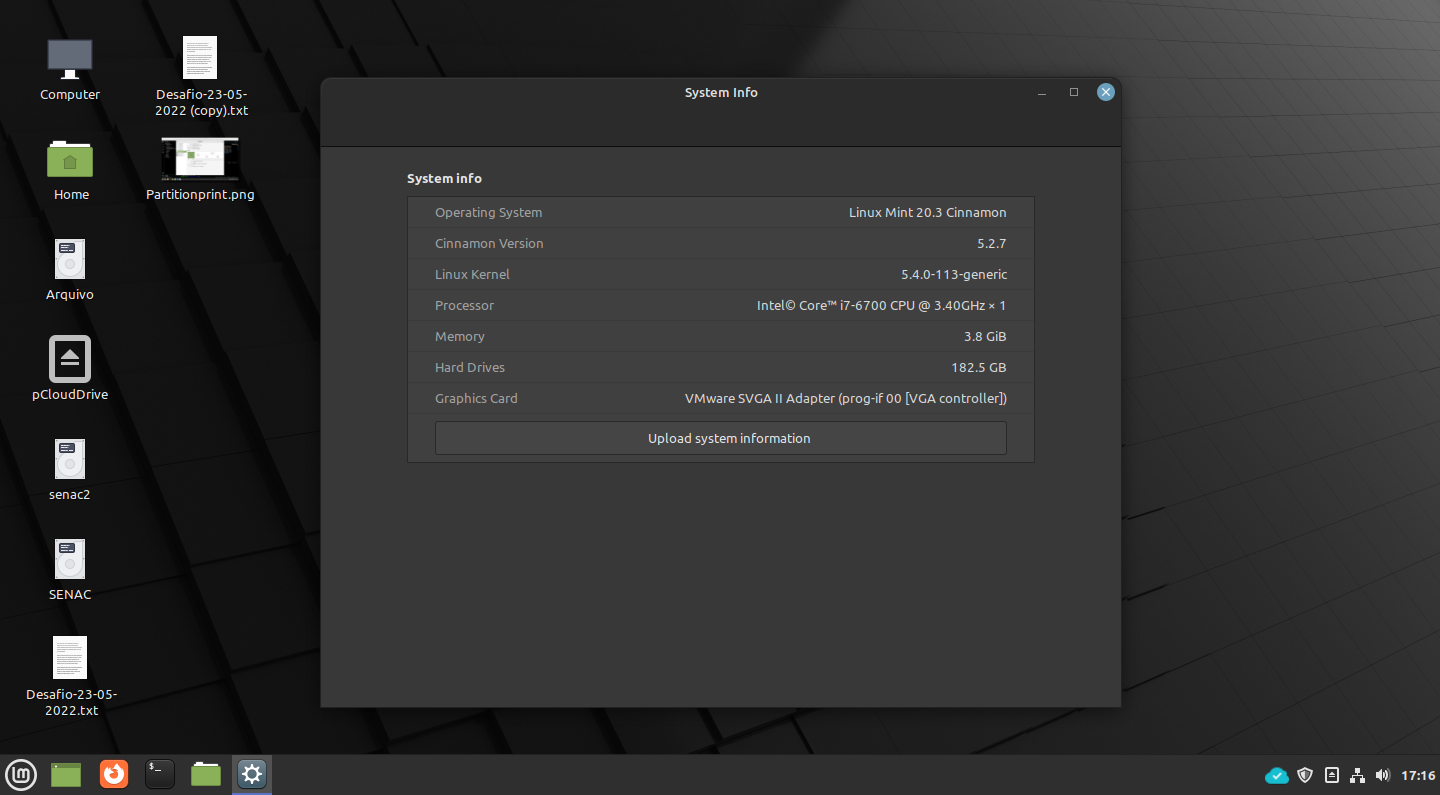 Computer
Desafio-23-05-
2022 (copy).txt
Home
Partitionprint.png
Arquivo
pCloudDrive
senac2
SENAC
Desafio-23-05-
2022.txt
System Info
System info
Operating System Linux Mint 20.3 Cinnamon
Cinnamon Version 5.2.7
Linux Kernel 5.4.0-113-generic
Processor Intel© Core™ i7-6700 CPU @ 3.40GHz × 1
Memory 3.8 GiB
Hard Drives 182.5 GB
Graphics Card VMware SVGA II Adapter (prog-if 00 [VGA controller])
Upload system information
$_
17:16